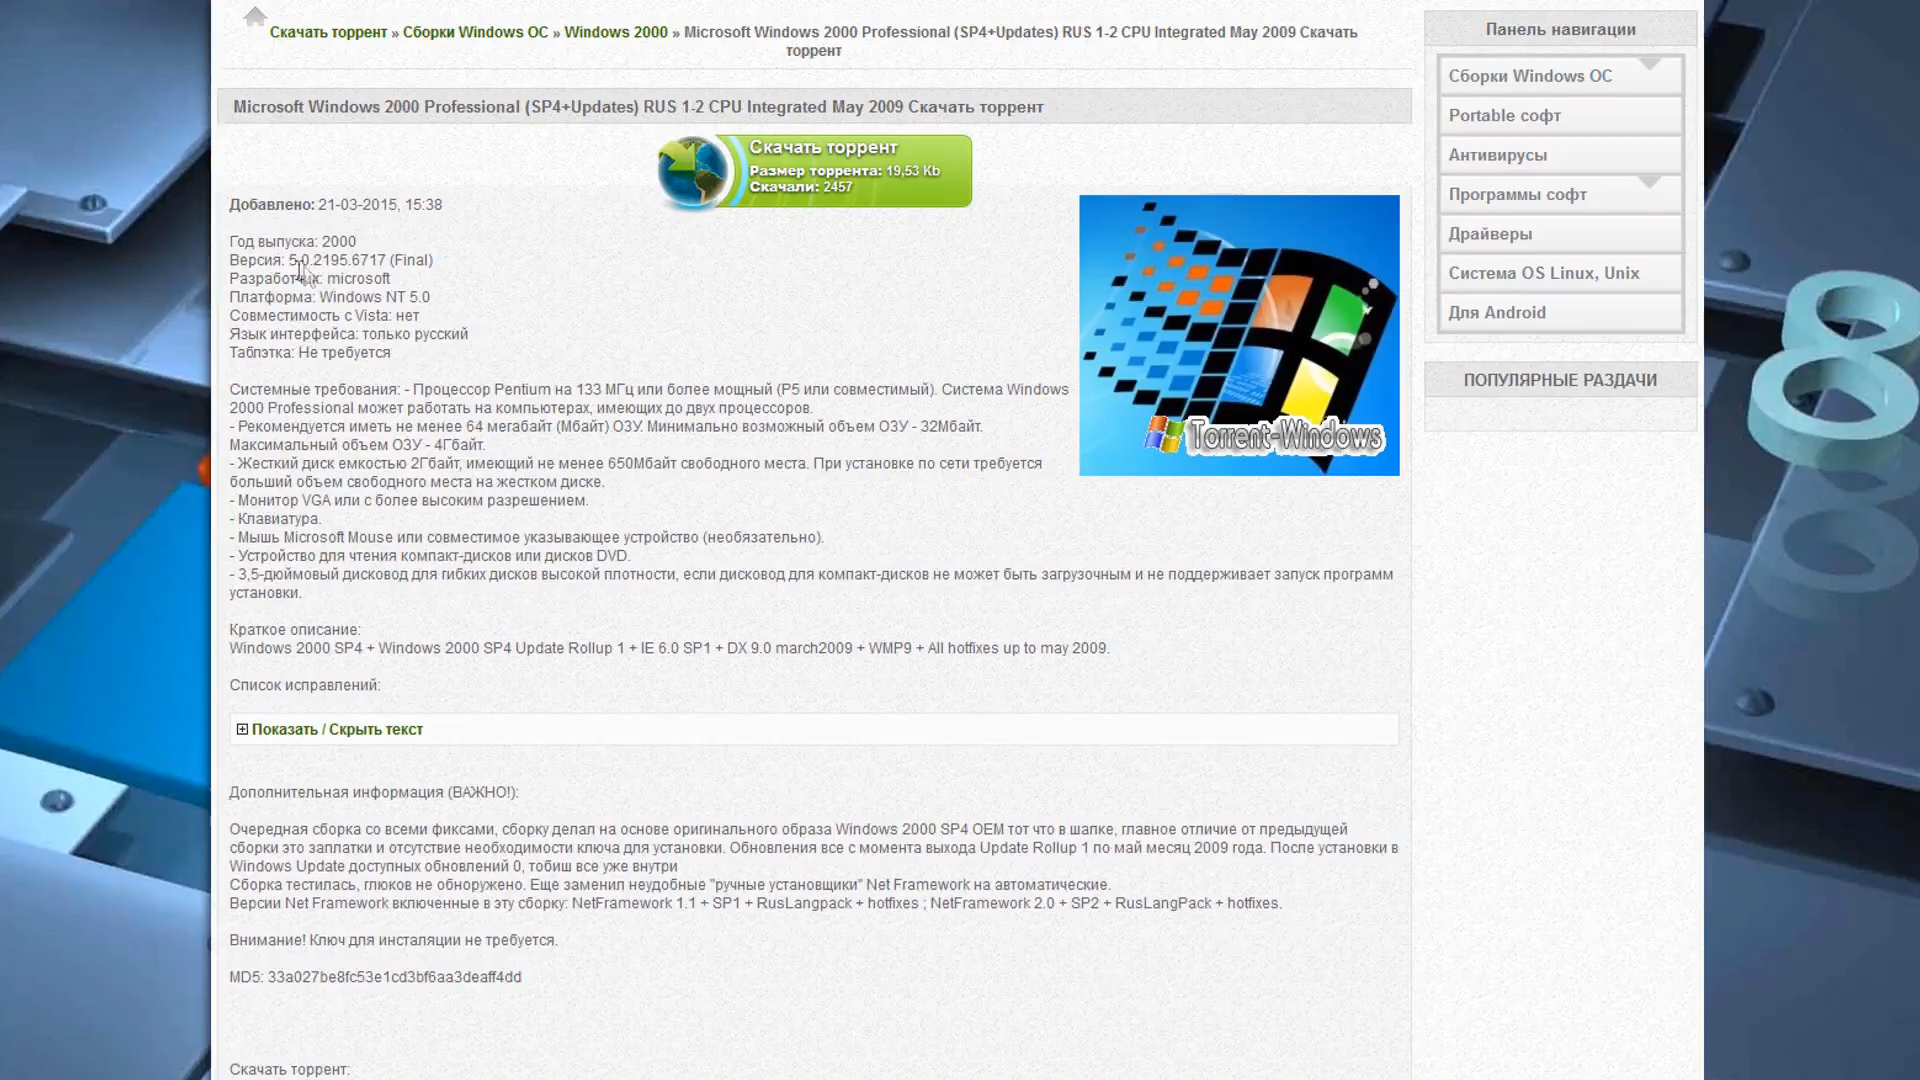 Скачать торрент » Сборки Windows ОС » Windows 2000 » Microsoft Windows 2000 Professional (SP4+Updates) RUS 1-2 CPU Integrated May 2009 Скачать
торрент
Microsoft Windows 2000 Professional (SP4+Updates) RUS 1-2 CPU Integrated May 2009 Скачать торрент
Скачать торрент
Размер торрента: 19,53 Kb
Скачали: 2457
Добавлено: 21-03-2015, 15:38
Год выпуска: 2000
Версия: 5.0.2195.6717 (Final)
Разработчик: microsoft
Платформа: Windows NT 5.0
Совместимость с Vista: нет
Язык интерфейса: только русский
Таблэтка: Не требуется
Системные требования: - Процессор Pentium на 133 МГц или более мощный (P5 или совместимый). Система Windows
2000 Professional может работать на компьютерах, имеющих до двух процессоров.
- Рекомендуется иметь не менее 64 мегабайт (Мбайт) ОЗУ. Минимально возможный объем ОЗУ - 32Мбайт.
Максимальный объем ОЗУ - 4Гбайт.
- Жесткий диск емкостью 2Гбайт, имеющий не менее 650Мбайт свободного места. При установке по сети требуется
больший объем свободного места на жестком диске.
- Монитор VGA или с более высоким разрешением.
- Клавиатура.
- Мышь Microsoft Mouse или совместимое указывающее устройство (необязательно).
- Устройство для чтения компакт-дисков или дисков DVD.
- 3,5-дюймовый дисковод для гибких дисков высокой плотности, если дисковод для компакт-дисков не может быть загрузочным и не поддерживает запуск программ
установки.
Краткое описание:
Windows 2000 SP4 + Windows 2000 SP4 Update Rollup 1 + IE 6.0 SP1 + DX 9.0 march2009 + WMP9 + All hotfixes up to may 2009.
Список исправлений:
Показать / Скрыть текст
Дополнительная информация (ВАЖНО!):
Очередная сборка со всеми фиксами, сборку делал на основе оригинального образа Windows 2000 SP4 OEM тот что в шапке, главное отличие от предыдущей
сборки это заплатки и отсутствие необходимости ключа для установки. Обновления все с момента выхода Update Rollup 1 по май месяц 2009 года. После установки в
Windows Update доступных обновлений 0, тобиш все уже внутри
Сборка тестилась, глюков не обноружено. Еще заменил неудобные "ручные установщики" Net Framework на автоматические.
Версии Net Framework включенные в эту сборку: NetFramework 1.1 + SP1 + RusLangpack + hotfixes ; NetFramework 2.0 + SP2 + RusLangPack + hotfixes.
Внимание! Ключ для инсталяции не требуется.
MD5: 33a027be8fc53e1cd3bf6aa3deaff4dd
Скачать торрент:
Torrent-Windows
Панель навигации
Сборки Windows ОС
Portable софт
Антивирусы
Программы софт
Драйверы
Система OS Linux, Unix
Для Android
ПОПУЛЯРНЫЕ РАЗДАЧИ